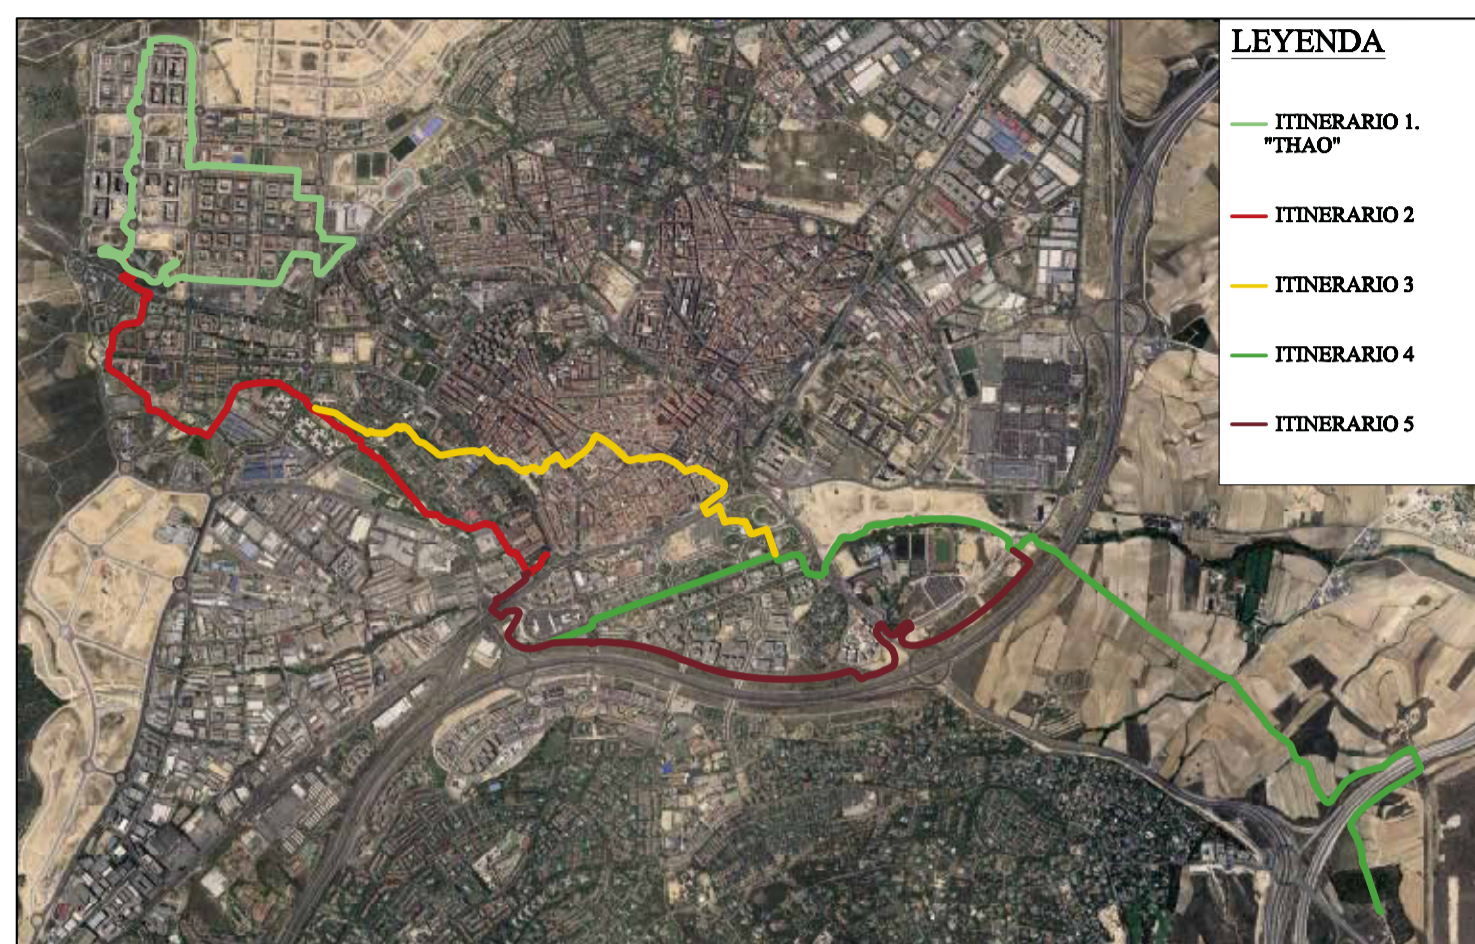 LEYENDA
ITINERARIO 1.
"THAO"
ITINERARIO 2
ITINERARIO 3
ITINERARIO 4
ITINERARIO 5